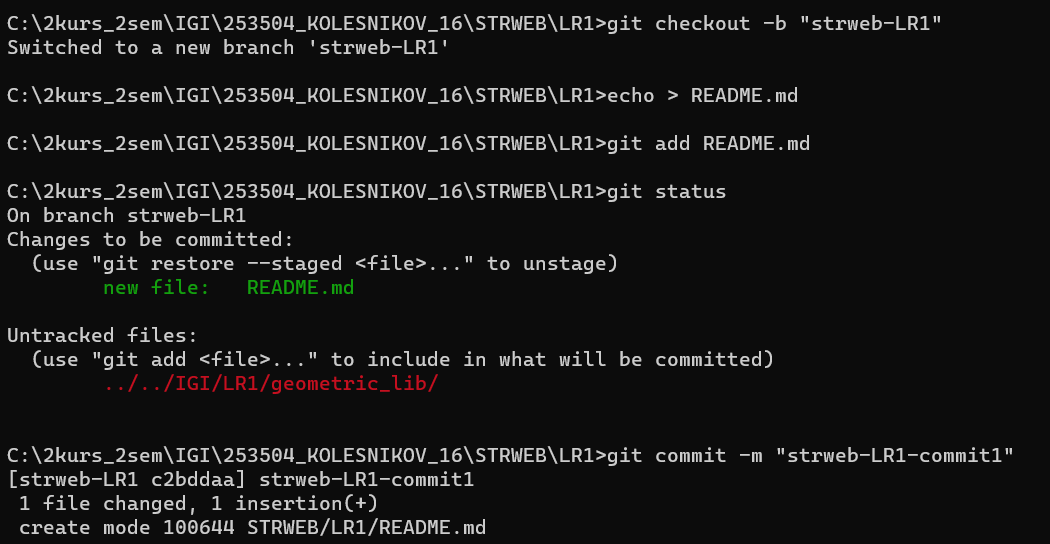 C:\2kurs_2sem\IGI\253504_KOLESNIKOV_16\STRWEB\LR1>git checkout -b "strweb-LR1"
Switched to a new branch 'strweb-LR1'
C:\2kurs_2sem\IGI\253504_KOLESNIKOV_16\STRWEB\LR1>echo > README.md
C:\2kurs_2sem\IGI\253504_KOLESNIKOV_16\STRWEB\LR1>git add README.md
C:\2kurs_2sem\IGI\253504_KOLESNIKOV_16\STRWEB\LR1>git status
On branch strweb-LR1
Changes to be committed:
  (use "git restore --staged <file>..." to unstage)
        new file:   README.md
Untracked files:
  (use "git add <file>..." to include in what will be committed)
        ../../IGI/LR1/geometric_lib/
C:\2kurs_2sem\IGI\253504_KOLESNIKOV_16\STRWEB\LR1>git commit -m "strweb-LR1-commit1"
[strweb-LR1 c2bddaa] strweb-LR1-commit1
 1 file changed, 1 insertion(+)
 create mode 100644 STRWEB/LR1/README.md